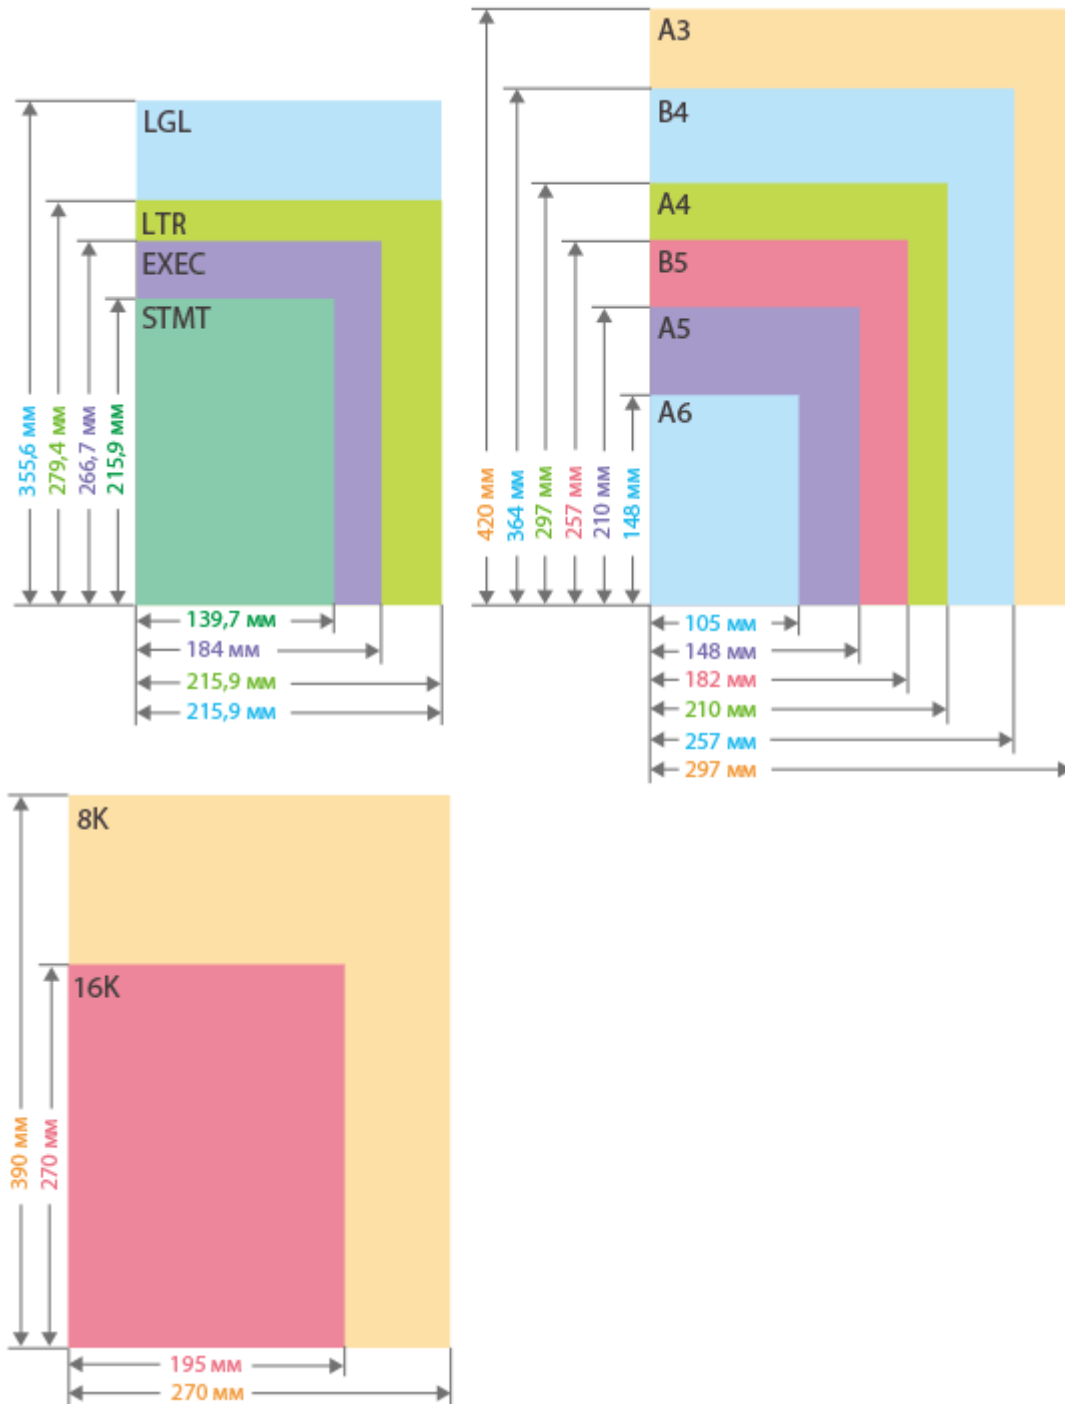 LGL
LTR
EXEC
STMT
355,6 мм
279,4 мм
266,7 мм
215,9 мм
139,7 мм
184 мм
215,9 мм
215,9 мм
A3
B4
A4
B5
A5
A6
420 мм
364 мм
297 мм
257 мм
210 мм
148 мм
105 мм
148 мм
182 мм
210 мм
257 мм
297 мм
8K
16K
390 мм
270 мм
195 мм
270 мм